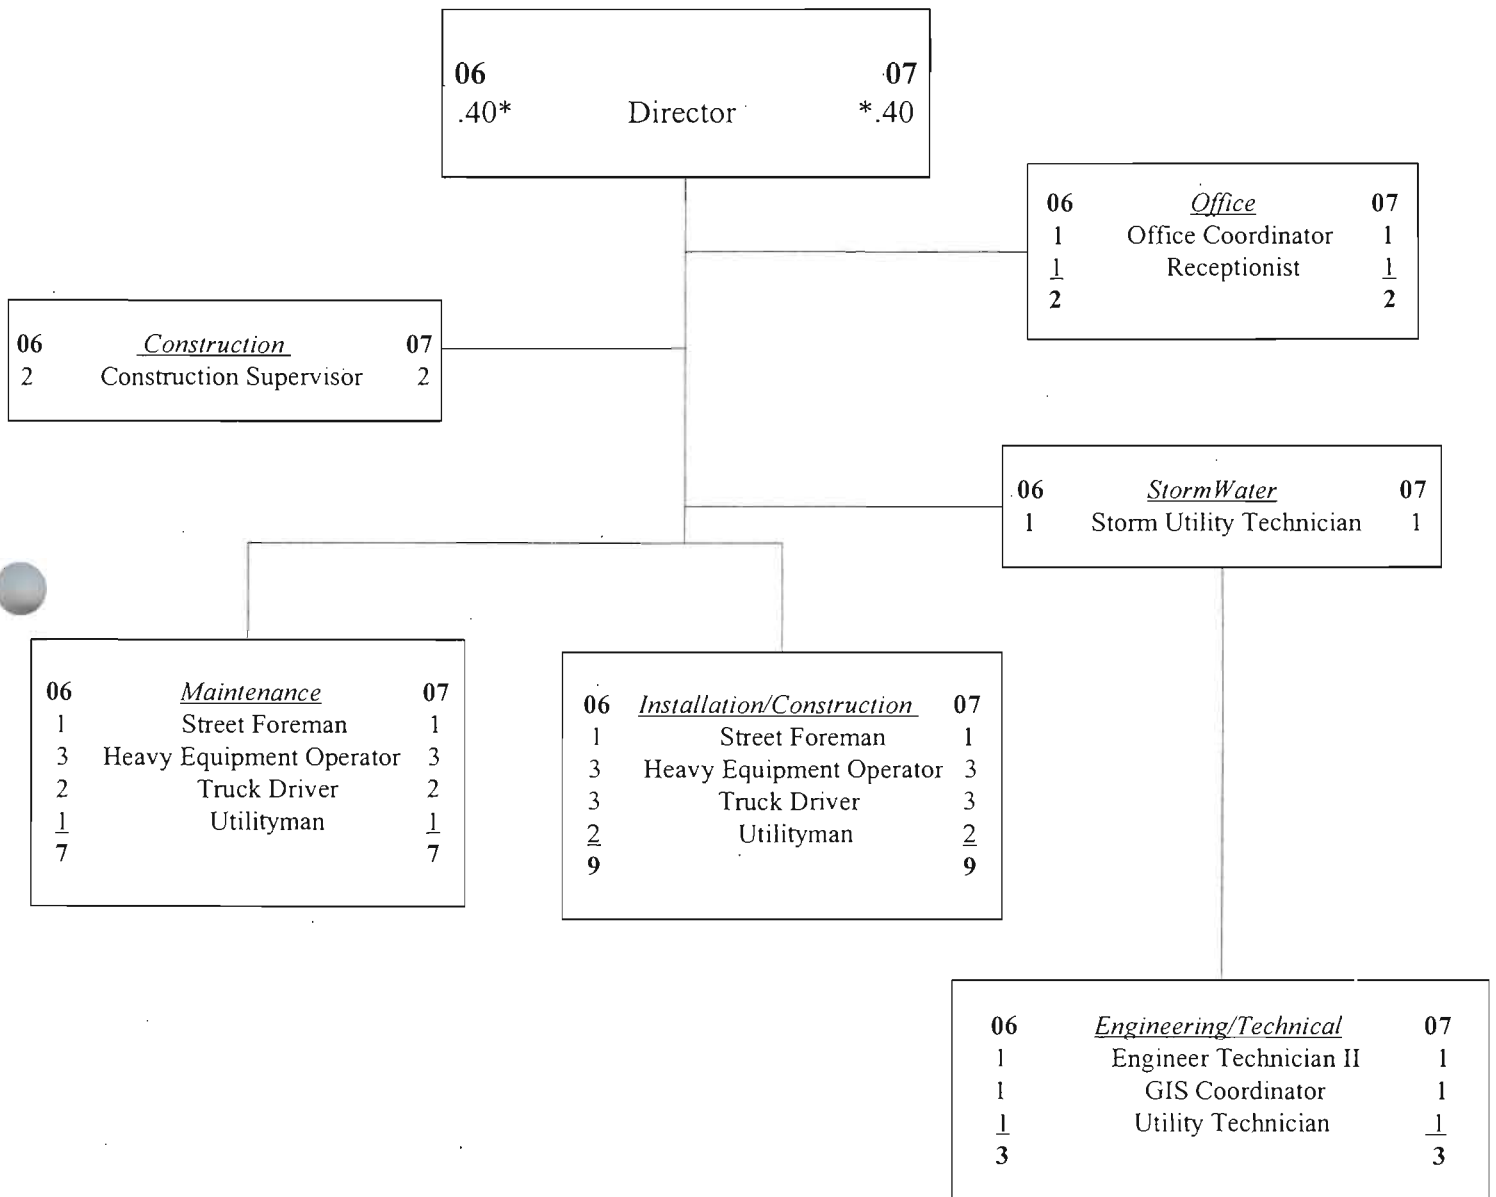 06 07
.40* Director *.40
06 Office 07
1 Office Coordinator 1
1 Receptionist 1
2 2
06 Construction 07
2 Construction Supervisor 2
06 StormWater 07
1 Storm Utility Technician 1
06 Maintenance 07
1 Street Foreman 1
3 Heavy Equipment Operator 3
2 Truck Driver 2
1 Utilityman 1
7 7
06 Installation/Construction 07
1 Street Foreman 1
3 Heavy Equipment Operator 3
3 Truck Driver 3
2 Utilityman 2
9 9
06 Engineering/Technical 07
1 Engineer Technician II 1
1 GIS Coordinator 1
1 Utility Technician 1
3 3